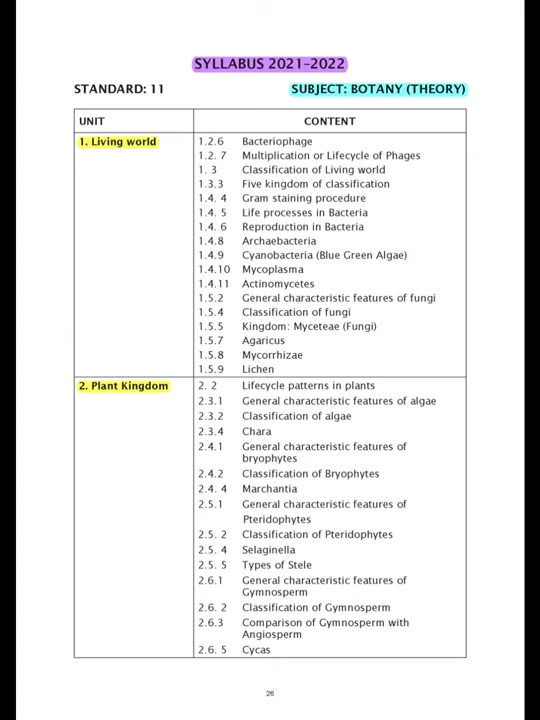 SYLLABUS 2021-2022
STANDARD: 11 SUBJECT: BOTANY (THEORY)
UNIT CONTENT
1. Living world 1.2.6 Bacteriophage
1.2. 7 Multiplication or Lifecycle of Phages
1. 3 Classification of Living world
1.3.3 Five kingdom of classification
1.4. 4 Gram staining procedure
1.4. 5 Life processes in Bacteria
1.4. 6 Reproduction in Bacteria
1.4.8 Archaebacteria
1.4.9 Cyanobacteria (Blue Green Algae)
1.4.10 Mycoplasma
1.4.11 Actinomycetes
1.5.2 General characteristic features of fungi
1.5.4 Classification of fungi
1.5.5 Kingdom: Myceteae (Fungi)
1.5.7 Agaricus
1.5.8 Mycorrhizae
1.5.9 Lichen
2. Plant Kingdom 2. 2 Lifecycle patterns in plants
2.3.1 General characteristic features of algae
2.3.2 Classification of algae
2.3.4 Chara
2.4.1 General characteristic features of
bryophytes
2.4.2 Classification of Bryophytes
2.4. 4 Marchantia
2.5.1 General characteristic features of
Pteridophytes
2.5. 2 Classification of Pteridophytes
2.5. 4 Selaginella
2.5. 5 Types of Stele
2.6.1 General characteristic features of
Gymnosperm
2.6. 2 Classification of Gymnosperm
2.6.3 Comparison of Gymnosperm with
Angiosperm
2.6. 5 Cycas
26